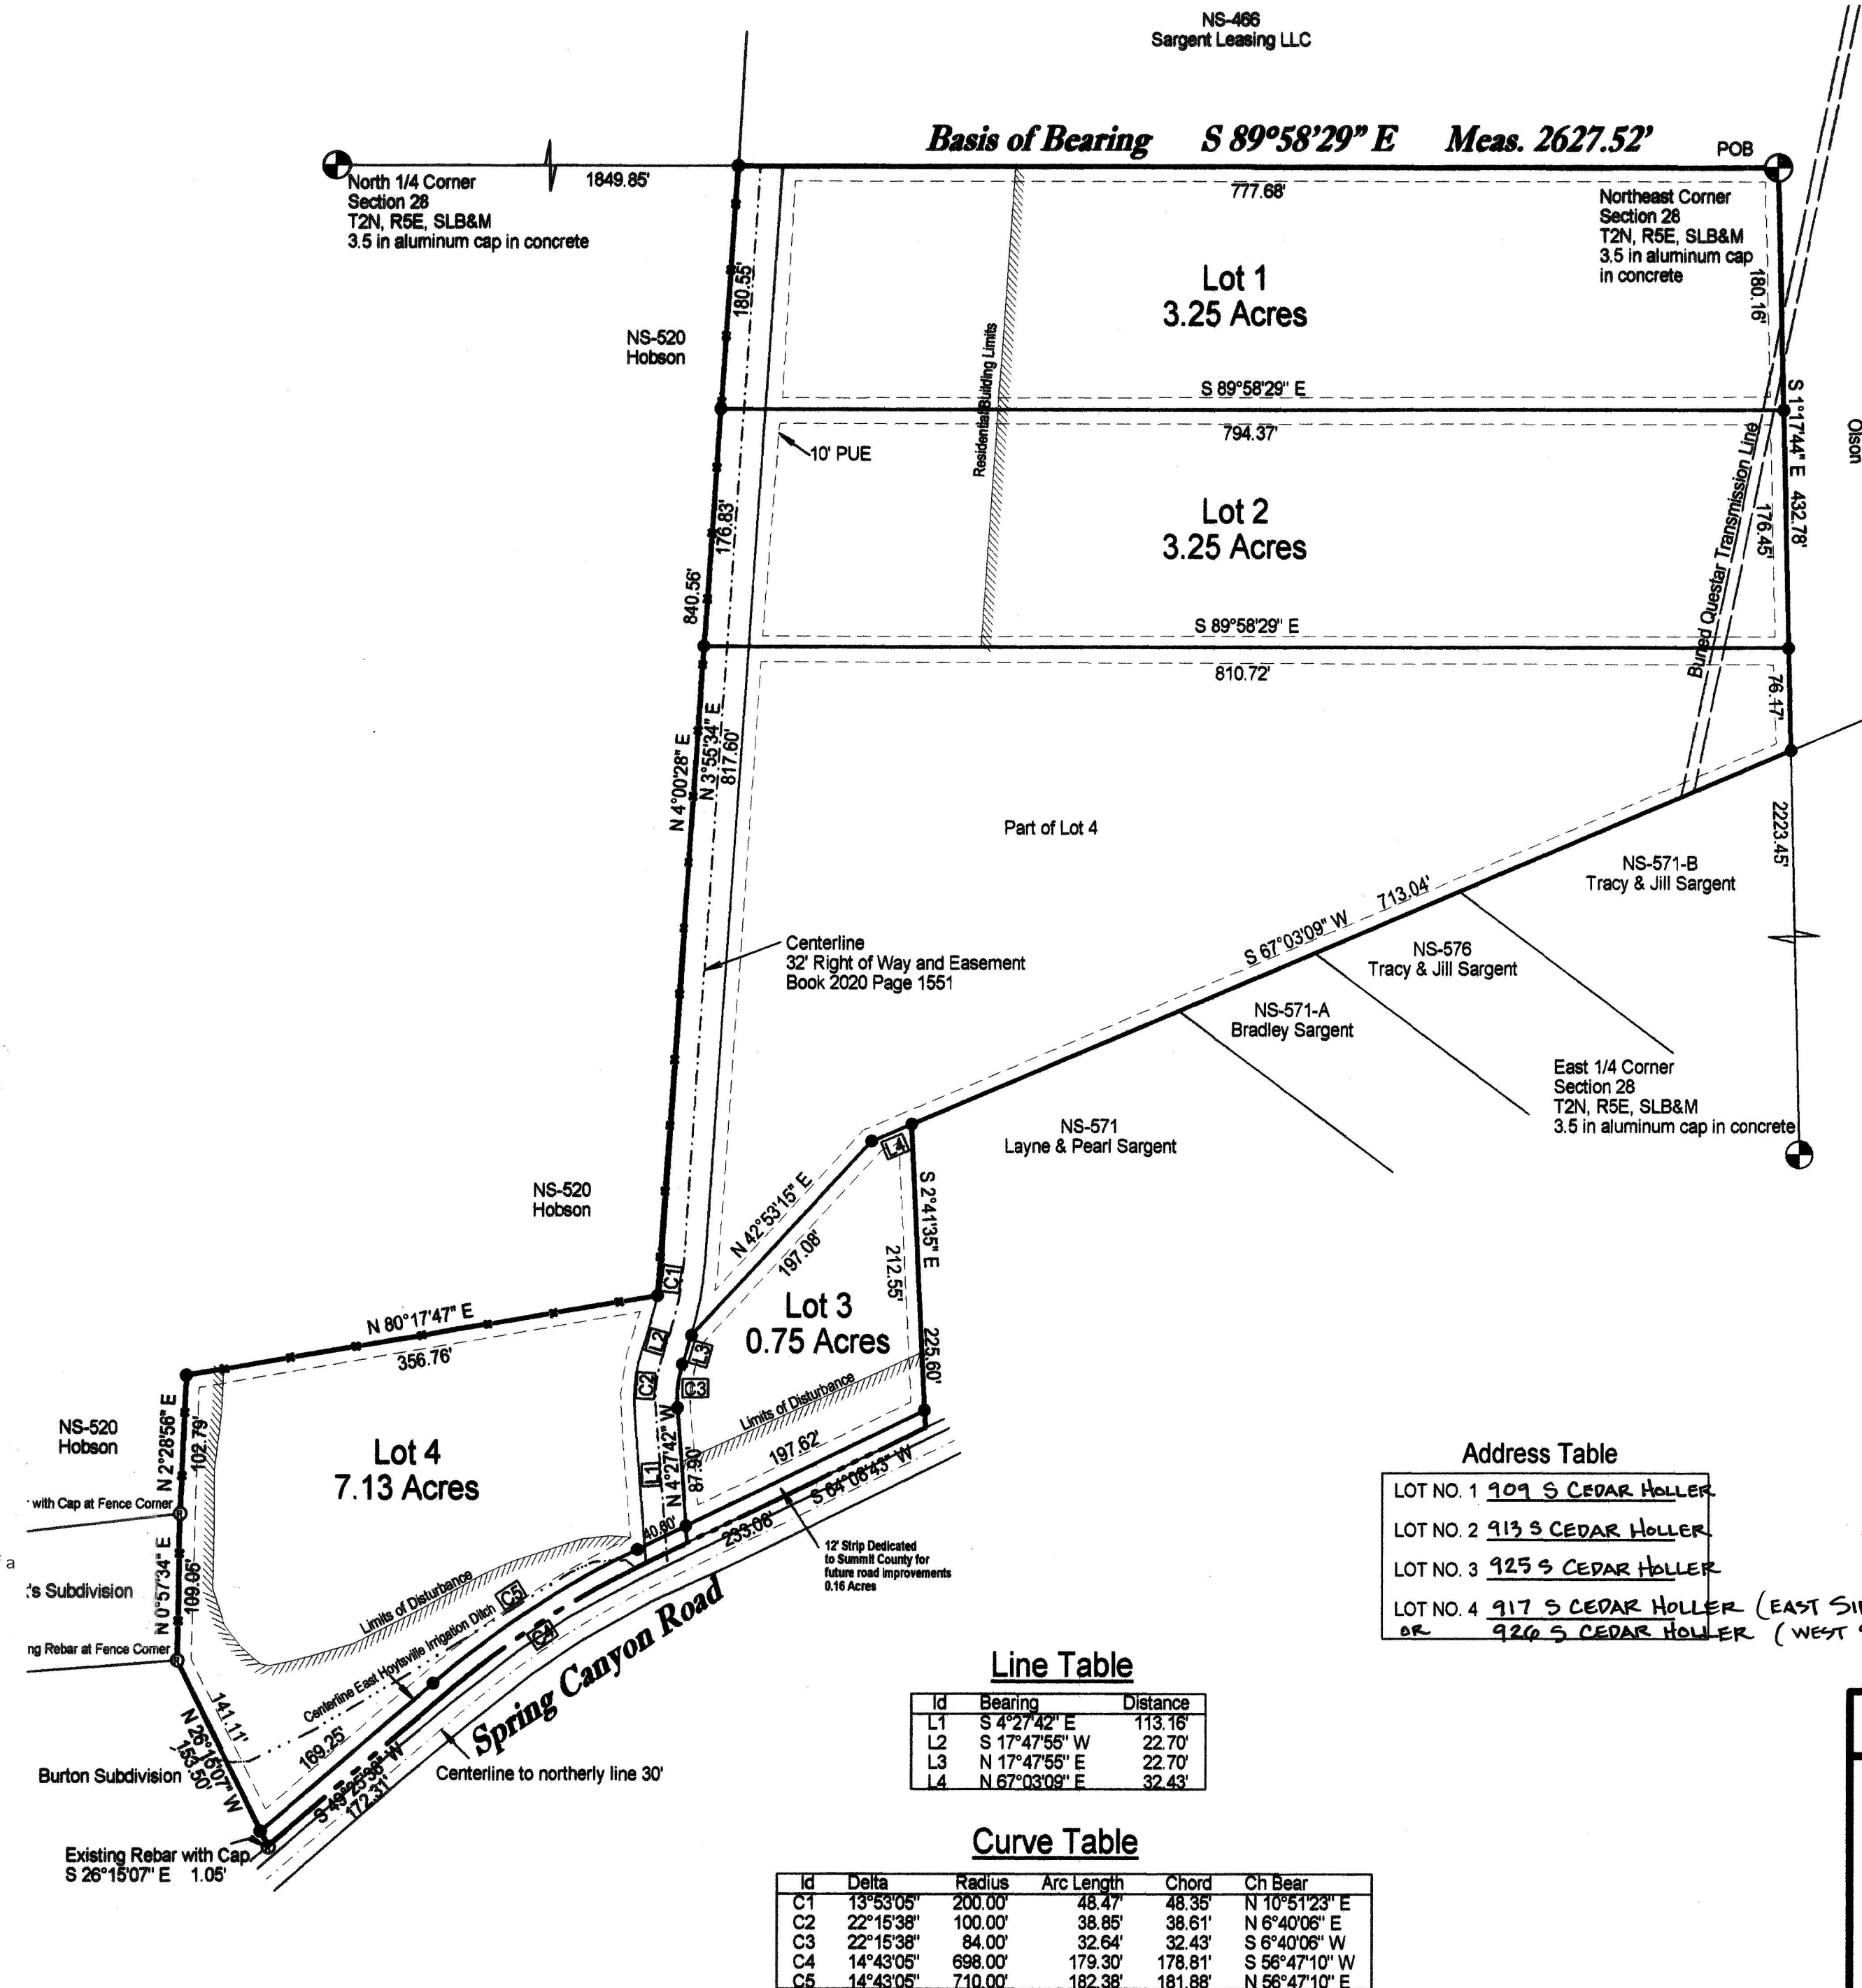 NS-466
Sargent Leasing LLC
Basis of Bearing S 89°58'29" E Meas. 2627.52'
POB
North 1/4 Corner
Section 28
T2N, R5E, SLB&M
3.5 in aluminum cap in concrete
1849.85'
777.68'
Northeast Corner
Section 28
T2N, R5E, SLB&M
3.5 in aluminum cap
in concrete
180.55'
Lot 1
3.25 Acres
180.16'
NS-520
Hobson
Residential Building Limits
S 89°58'29" E
794.37'
10' PUE
S 1°17'44" E 432.78'
Olson
Buried Questar Transmission Line
176.83'
Lot 2
3.25 Acres
176.45'
840.56'
S 89°58'29" E
810.72'
76.17'
N 4°00'28" E
N 3°55'34" E
817.60'
Part of Lot 4
2223.45'
NS-571-B
Tracy & Jill Sargent
S 67°03'09" W 713.04'
NS-576
Tracy & Jill Sargent
Centerline
32' Right of Way and Easement
Book 2020 Page 1551
NS-571-A
Bradley Sargent
East 1/4 Corner
Section 28
T2N, R5E, SLB&M
3.5 in aluminum cap in concrete
NS-571
Layne & Pearl Sargent
L4
NS-520
Hobson
N 42°53'15" E
197.08'
S 2°41'35" E
212.55'
225.60'
C1
Lot 3
0.75 Acres
N 80°17'47" E
356.76'
L2
L3
C2
C3
Limits of Disturbance
197.62'
N 4°27'42" W
87.90'
L1
S 64°08'43" W
233.08'
40.00'
12' Strip Dedicated
to Summit County for
future road improvements
0.16 Acres
NS-520
Hobson
N 2°28'56" E
102.79'
Lot 4
7.13 Acres
with Cap at Fence Corner
a
's Subdivision
N 0°57'34" E
109.05'
ng Rebar at Fence Corner
Limits of Disturbance
Centerline East Hoytsville Irrigation Ditch
C5
C4
Spring Canyon Road
141.11'
N 26°15'07" W
153.50'
169.25'
S 49°25'38" W
172.31'
Burton Subdivision
Centerline to northerly line 30'
Existing Rebar with Cap
S 26°15'07" E 1.05'
Address Table
LOT NO. 1 909 S CEDAR HOLLER
LOT NO. 2 913 S CEDAR HOLLER
LOT NO. 3 925 S CEDAR HOLLER
LOT NO. 4 917 S CEDAR HOLLER (EAST
OR 926 S CEDAR HOLLER (WEST
Line Table
Id Bearing Distance
L1 S 4°27'42" E 113.16'
L2 S 17°47'55" W 22.70'
L3 N 17°47'55" E 22.70'
L4 N 67°03'09" E 32.43'
Curve Table
Id Delta Radius Arc Length Chord Ch Bear
C1 13°53'05" 200.00' 48.47' 48.35' N 10°51'23" E
C2 22°15'38" 100.00' 38.85' 38.61' N 6°40'06" E
C3 22°15'38" 84.00' 32.64' 32.43' S 6°40'06" W
C4 14°43'05" 698.00' 179.30' 178.81' S 56°47'10" W
C5 14°43'05" 710.00' 182.38' 181.88' N 56°47'10" E